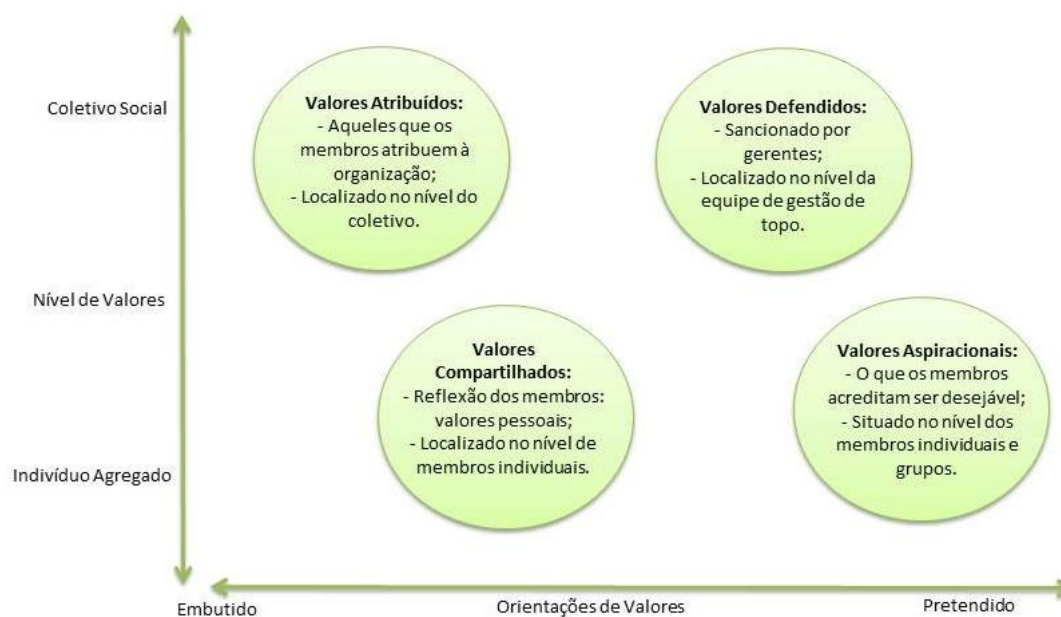 Coletivo Social
Valores Atribuídos:
- Aqueles que os
membros atribuem à
organização;
- Localizado no nível do
coletivo.
Valores Defendidos:
- Sancionado por
gerentes;
- Localizado no nível da
equipe de gestão de
topo.
Nível de Valores
Valores
Compartilhados:
- Reflexão dos membros:
valores pessoais;
- Localizado no nível de
membros individuais.
Valores Aspiracionais:
- O que os membros
acreditam ser desejável;
- Situado no nível dos
membros individuais e
grupos.
Indivíduo Agregado
Embutido
Orientações de Valores
Pretendido